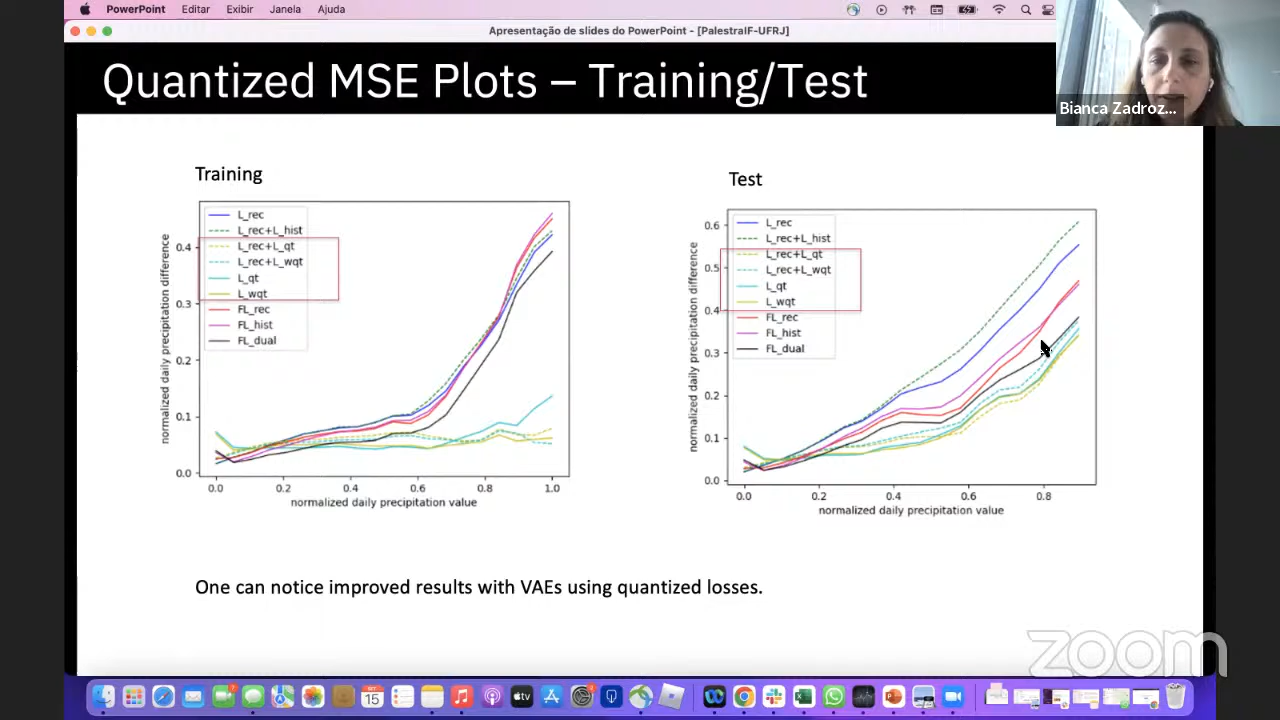 PowerPoint Editar Exibir Janela Ajuda
Apresentação de slides do PowerPoint - [PalestraIF-UFRJ]
Quantized MSE Plots – Training/Test
Bianca Zadroz...
Training
L_rec
L_rec+L_hist
L_rec+L_qt
L_rec+L_wqt
L_qt
L_wqt
FL_rec
FL_hist
FL_dual
normalized daily precipitation difference
0.4
0.3
0.2
0.1
0.0
0.0 0.2 0.4 0.6 0.8 1.0
normalized daily precipitation value
Test
L_rec
L_rec+L_hist
L_rec+L_qt
L_rec+L_wqt
L_qt
L_wqt
FL_rec
FL_hist
FL_dual
normalized daily precipitation difference
0.6
0.5
0.4
0.3
0.2
0.1
0.0
0.0 0.2 0.4 0.6 0.8
normalized daily precipitation value
One can notice improved results with VAEs using quantized losses.
zoom
tv
15